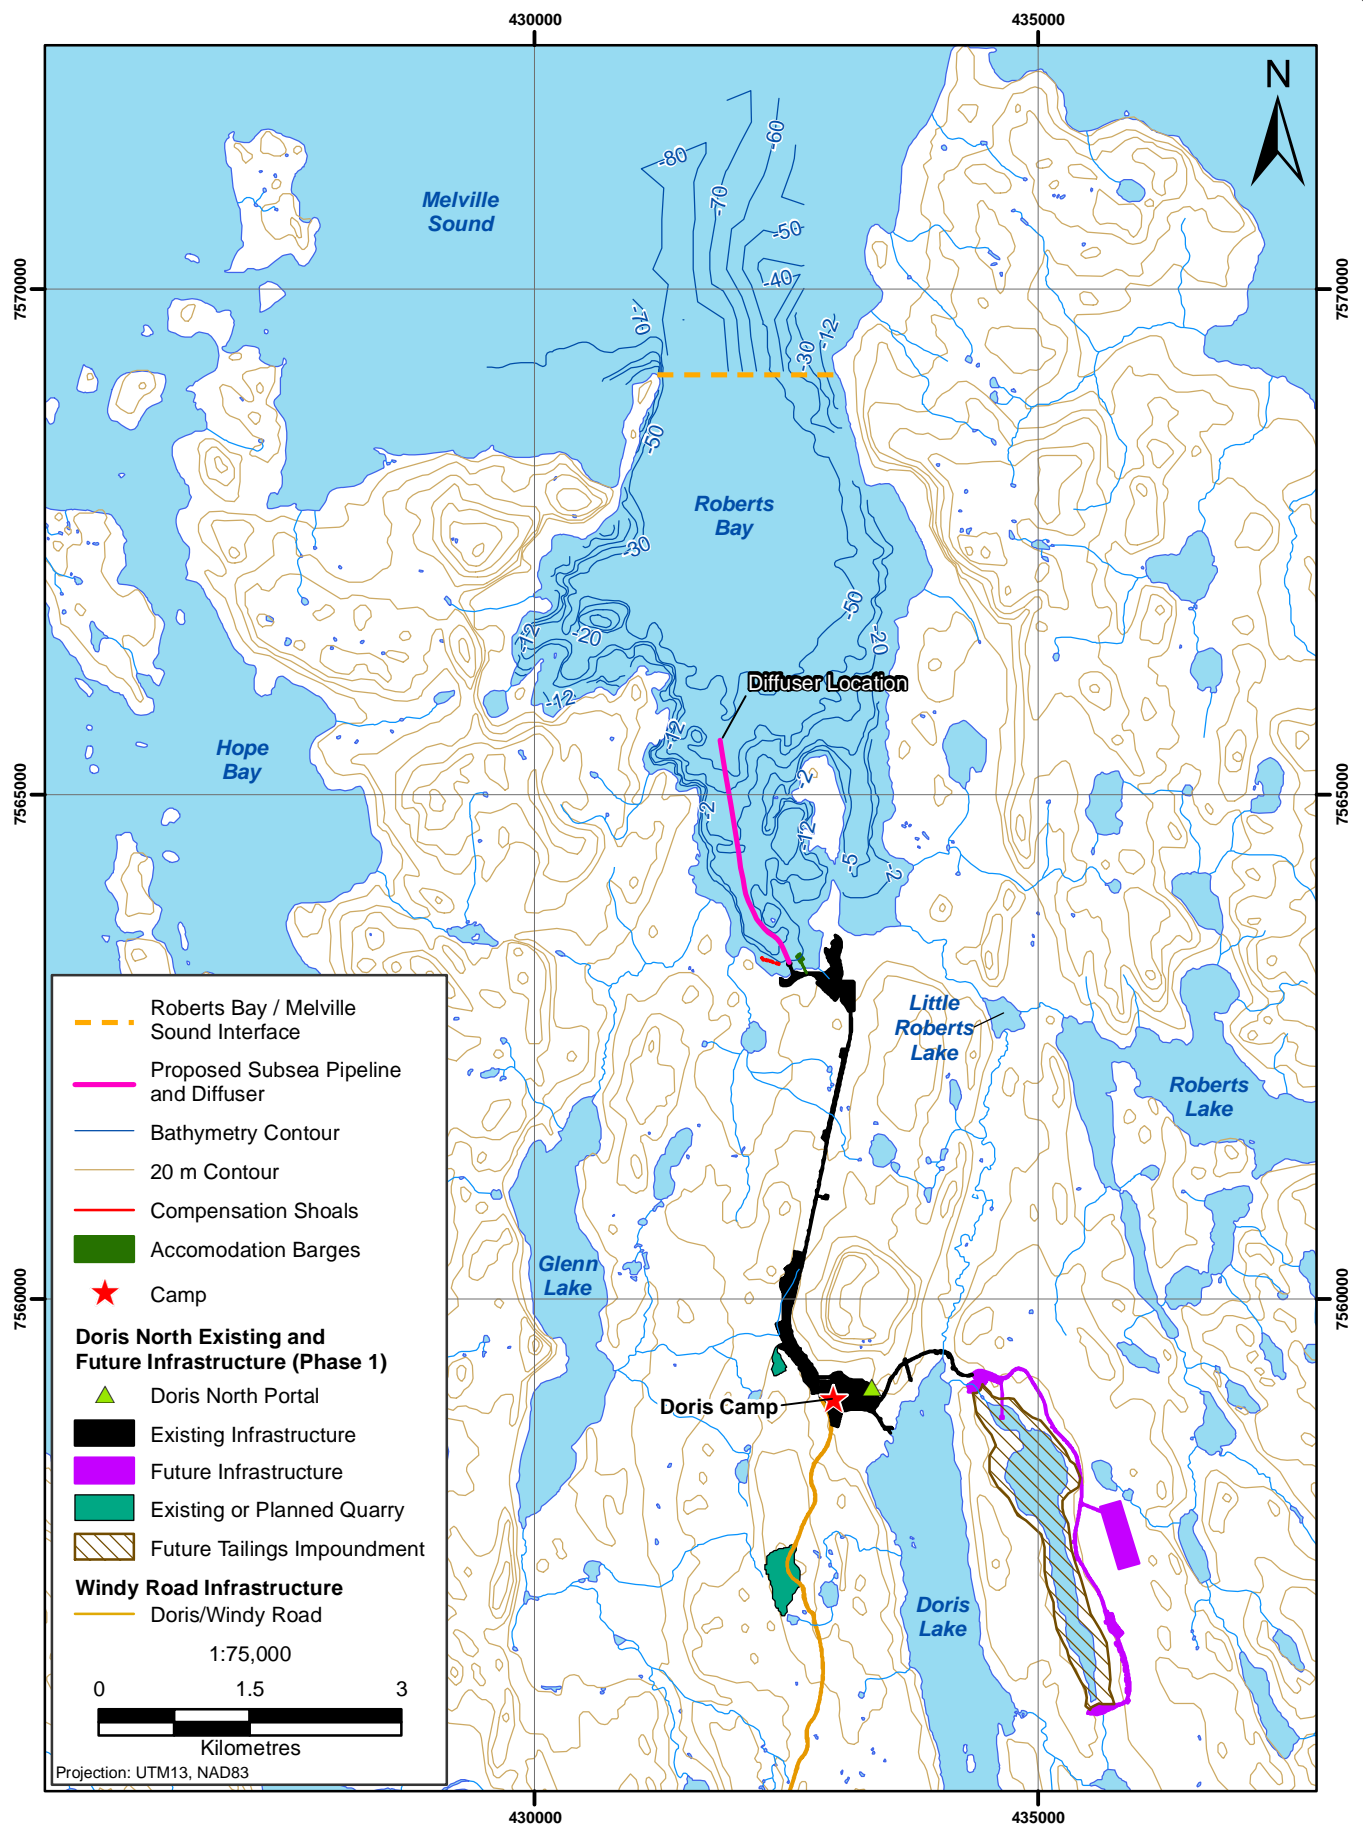 430000
435000
N
-60
-80
Melville
Sound
-70
-50
-40
7570000
7570000
-70
-12
-30
-50
Roberts
Bay
-30
-50
-12
-20
-20
Diffuser Location
-12
-12
Hope
Bay
-2
7565000
7565000
-2
-12
-5
-2
Little
Roberts
Lake
Roberts
Lake
Glenn
Lake
7560000
7560000
Doris Camp
Doris
Lake
Roberts Bay / Melville
Sound Interface
Proposed Subsea Pipeline
and Diffuser
Bathymetry Contour
20 m Contour
Compensation Shoals
Accomodation Barges
Camp
Doris North Existing and
Future Infrastructure (Phase 1)
Doris North Portal
Existing Infrastructure
Future Infrastructure
Existing or Planned Quarry
Future Tailings Impoundment
Windy Road Infrastructure
Doris/Windy Road
1:75,000
0 1.5 3
Kilometres
Projection: UTM13, NAD83
430000
435000